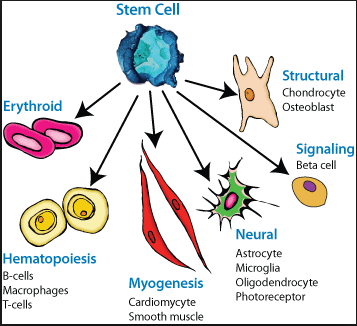 Stem Cell
Structural
Chondrocyte
Osteoblast
Erythroid
Signaling
Beta cell
Hematopoiesis
B-cells
Macrophages
T-cells
Myogenesis
Cardiomycyte
Smooth muscle
Neural
Astrocyte
Microglia
Oligodendrocyte
Photoreceptor